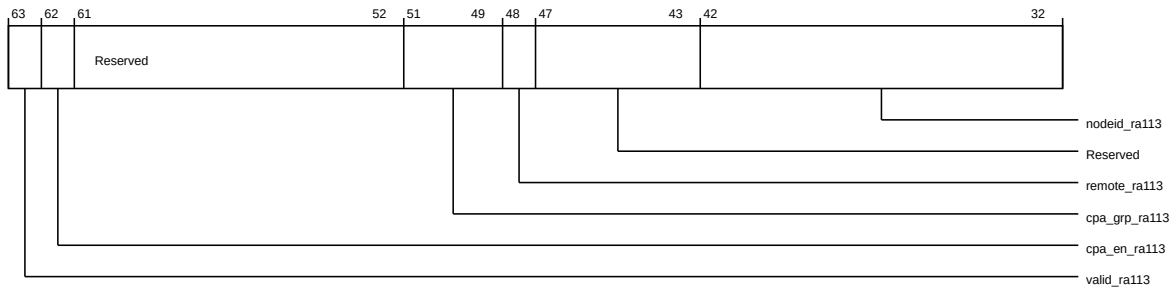 63 62 61 52 51 49 48 47 43 42 32
Reserved
nodeid_ra113
Reserved
remote_ra113
cpa_grp_ra113
cpa_en_ra113
valid_ra113